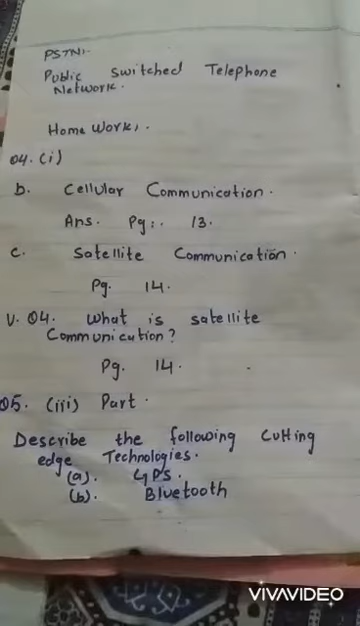 PSTN:-
Public Switched Telephone
Network.
Home Work:.
Q4. (i)
b. Cellular Communication.
Ans. Pg:. 13.
c. Satellite Communication.
Pg. 14.
V. Q4. What is satellite
Communication?
Pg. 14.
Q5. (iii) Part.
Describe the following Cutting
edge Technologies.
(a). GPS.
(b). Bluetooth
VIVAVIDEO